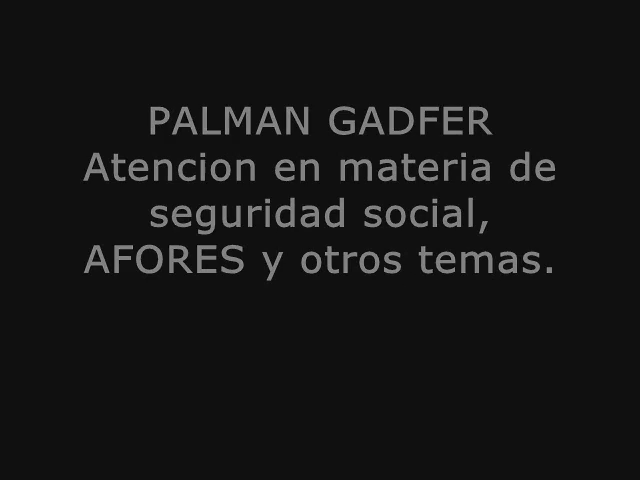 PALMAN GADFER
Atencion en materia de
seguridad social,
AFORES y otros temas.